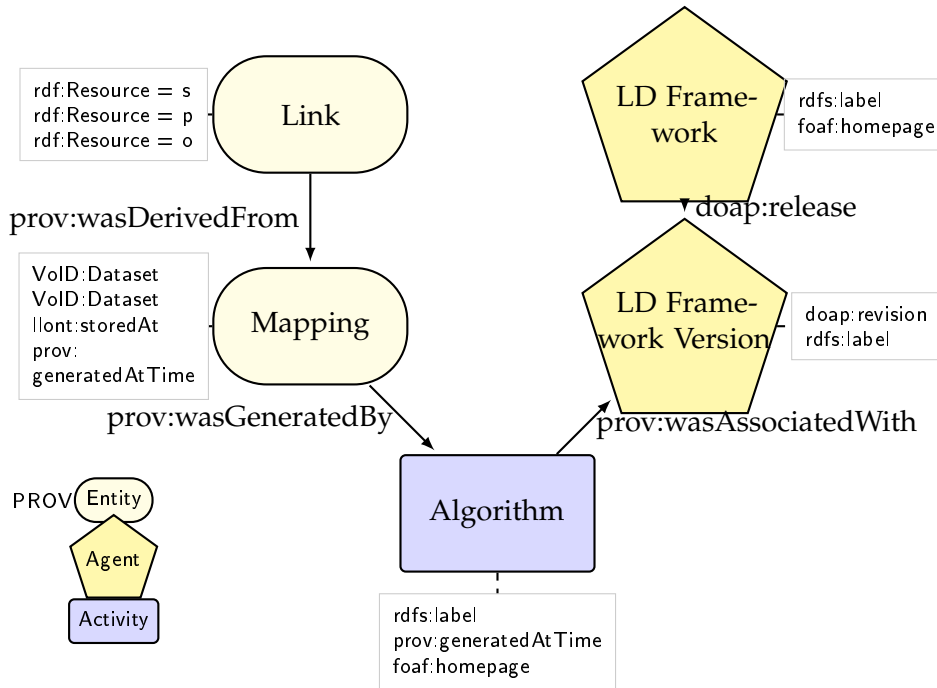 rdf:Resource = s
rdf:Resource = p
rdf:Resource = o
Link
LD Frame-
work
rdfs:label
foaf:homepage
prov:wasDerivedFrom
doap:release
VoID:Dataset
VoID:Dataset
llont:storedAt
prov:
generatedAtTime
Mapping
LD Frame-
work Version
doap:revision
rdfs:label
prov:wasGeneratedBy
prov:wasAssociatedWith
Algorithm
rdfs:label
prov:generatedAtTime
foaf:homepage
PROV
Entity
Agent
Activity